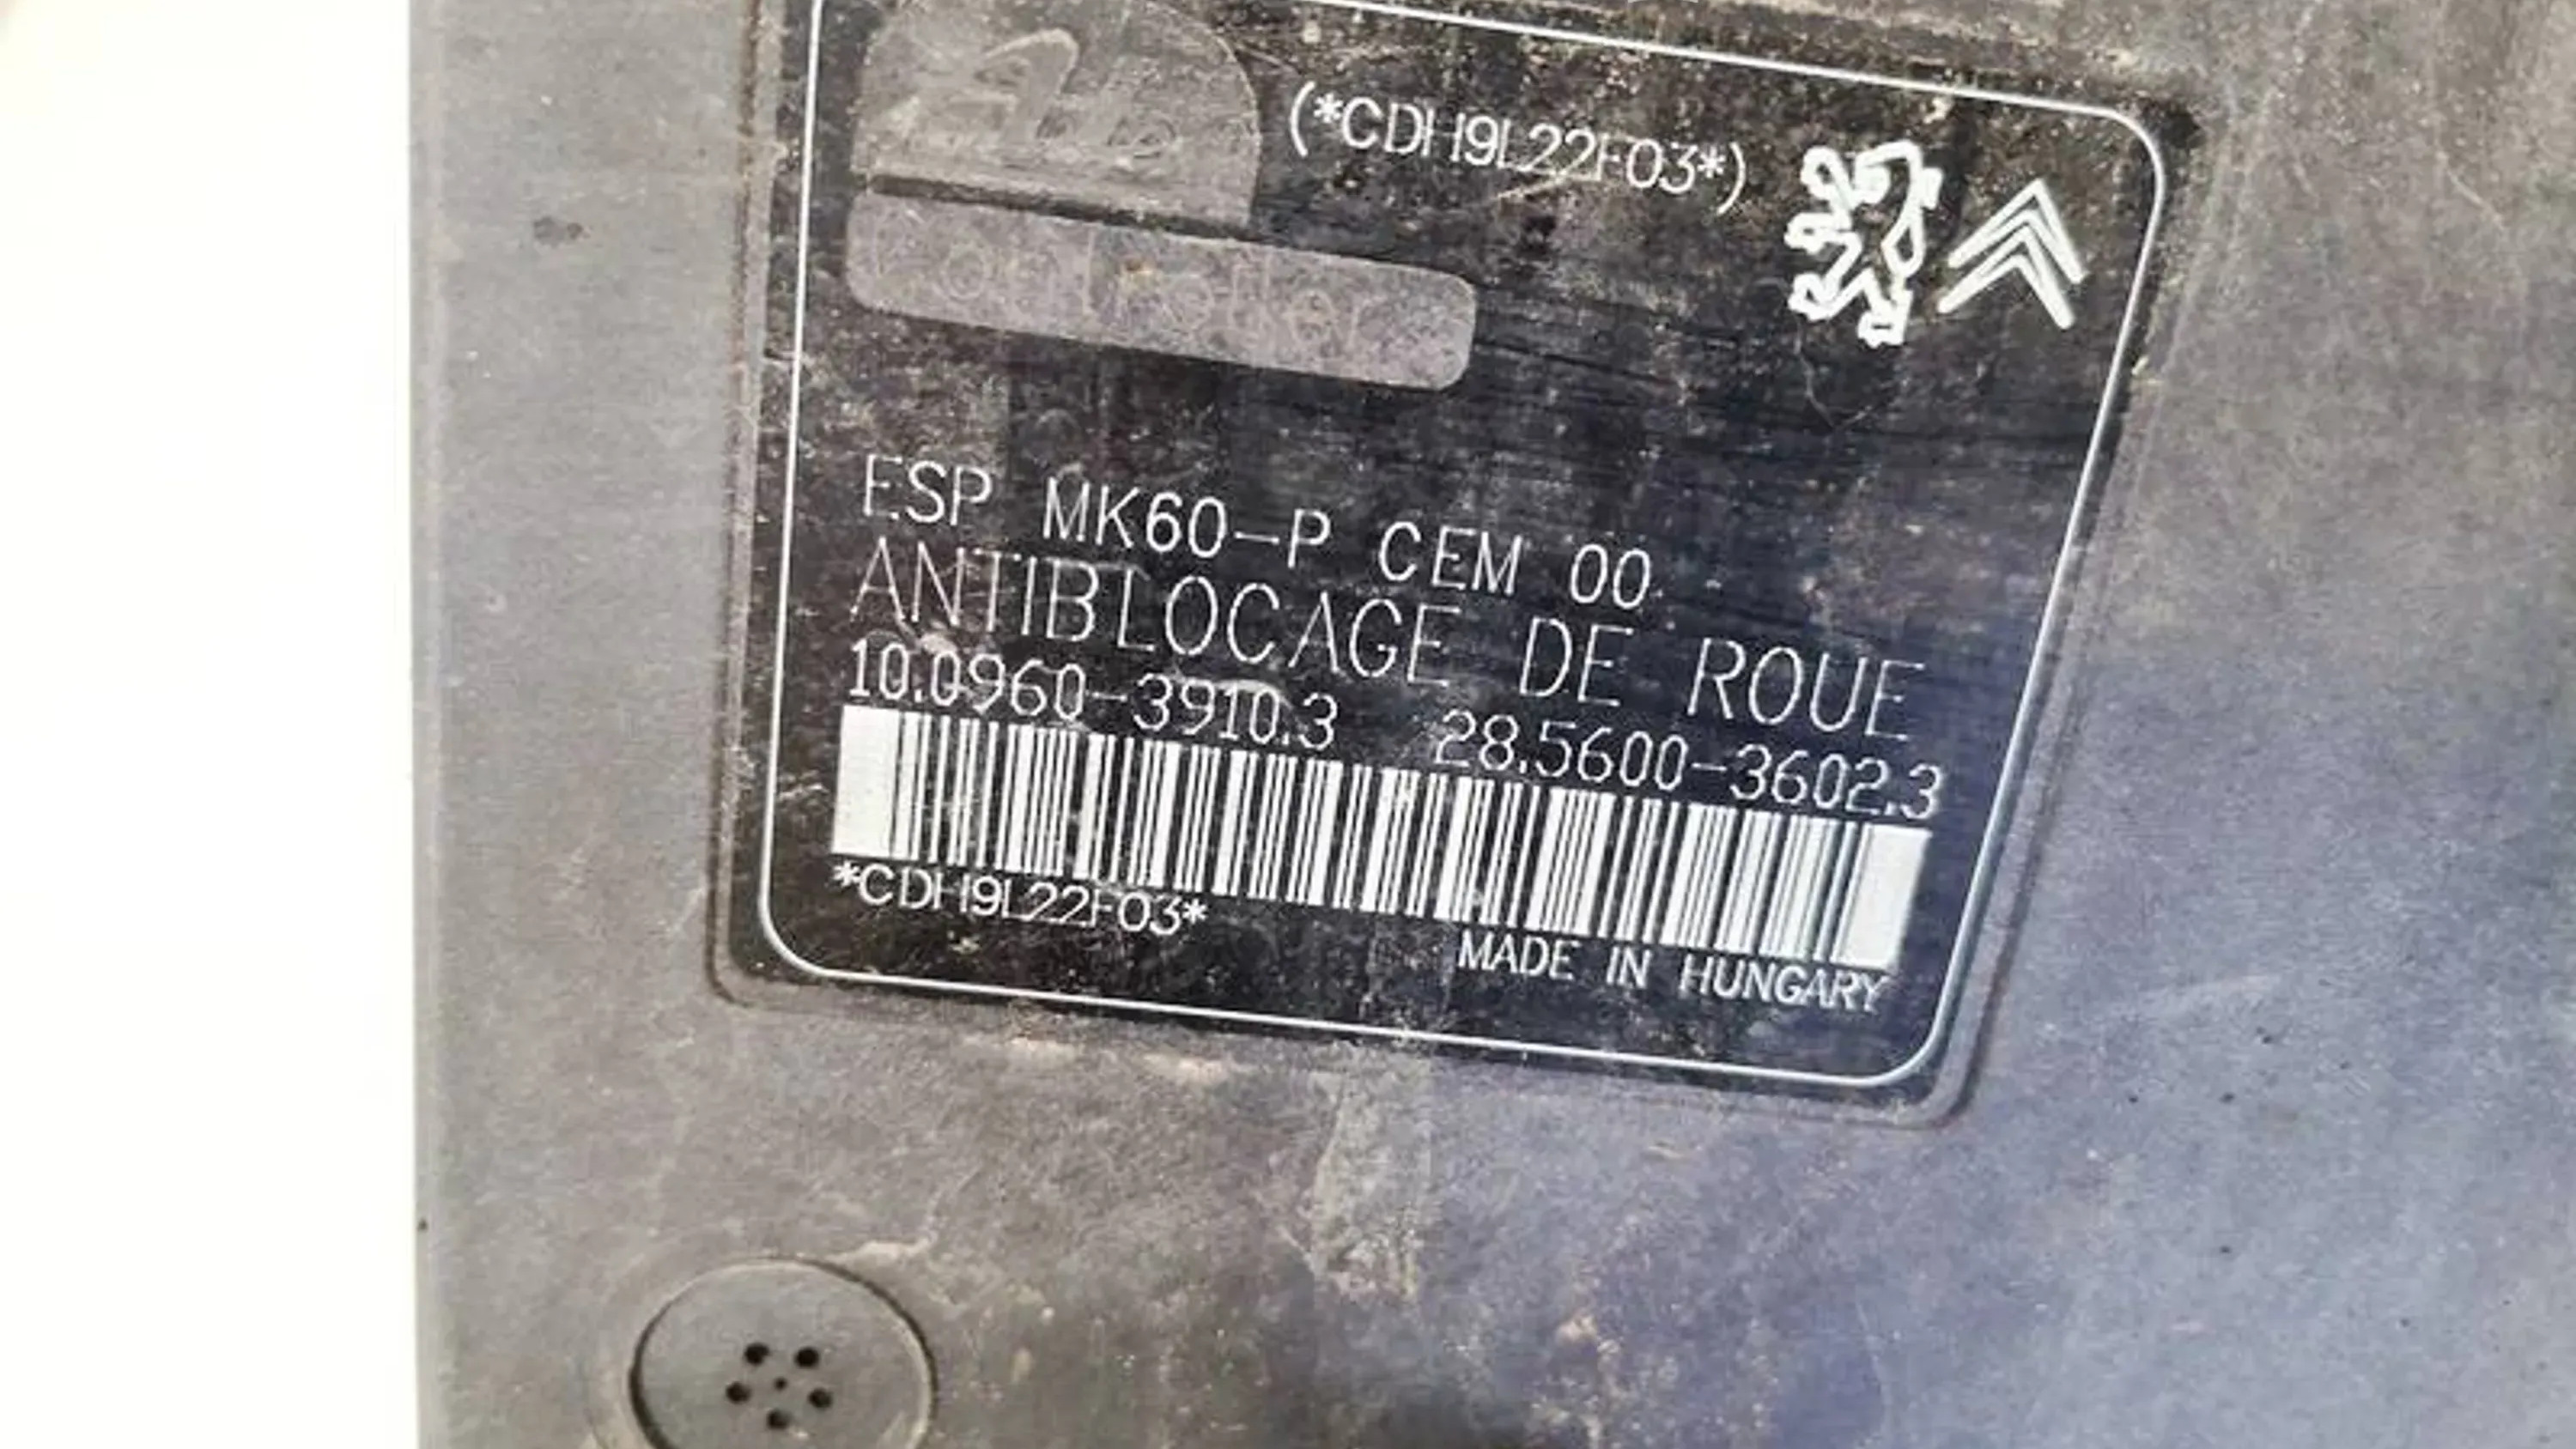 (*CDH9L22F03*)
Controller
ESP MK60-P CEM 00
ANTIBLOCAGE DE ROUE
10.0960-3910.3 28.5600-3602.3
*CDH9L22F03*
MADE IN HUNGARY